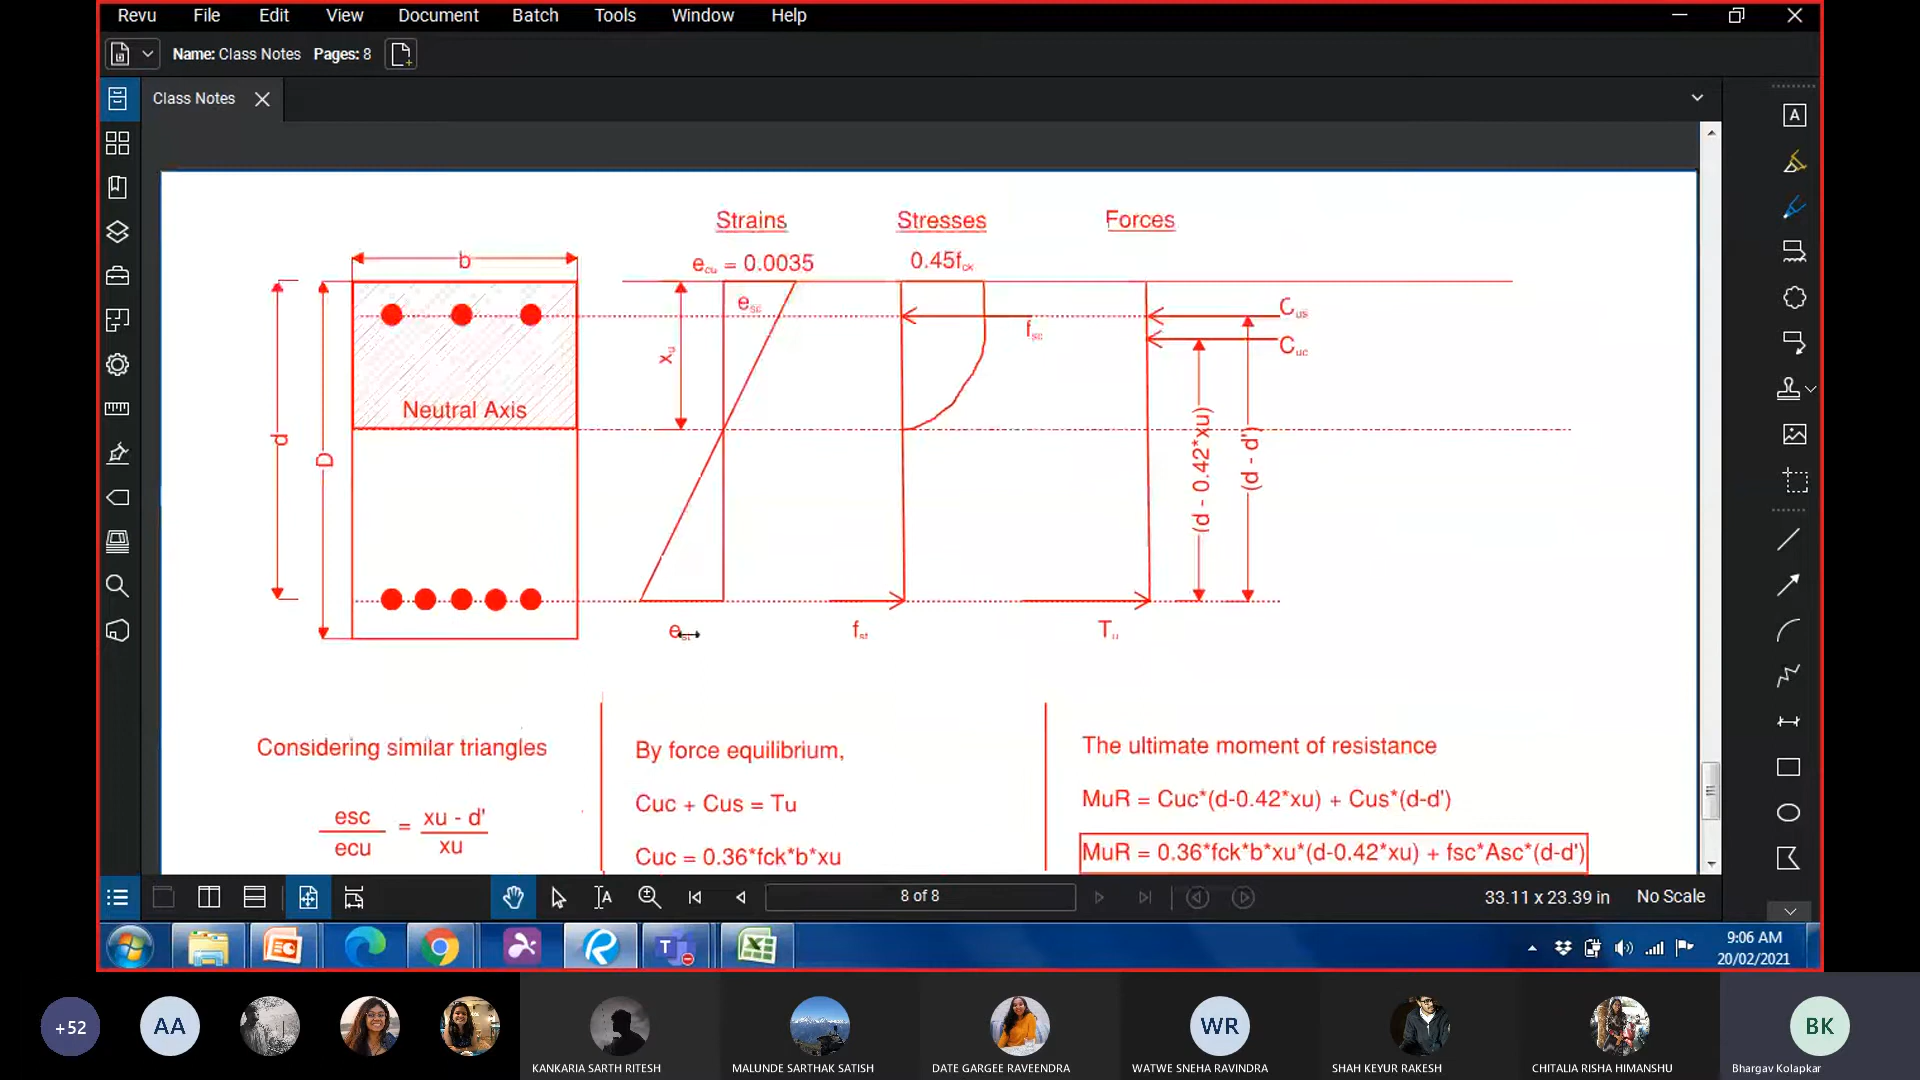 Revu File Edit View Document Batch Tools Window Help
Name: Class Notes Pages: 8
Class Notes
Strains Stresses Forces
b
ecu = 0.0035
0.45fck
esc
fsc
Cus
Cuc
xu
Neutral Axis
d
D
(d - 0.42*xu)
(d - d')
fst
Tu
Considering similar triangles
esc
ecu
=
xu - d'
xu
By force equilibrium,
Cuc + Cus = Tu
Cuc = 0.36*fck*b*xu
The ultimate moment of resistance
MuR = Cuc*(d-0.42*xu) + Cus*(d-d')
MuR = 0.36*fck*b*xu*(d-0.42*xu) + fsc*Asc*(d-d')
8 of 8
33.11 x 23.39 in No Scale
9:06 AM
20/02/2021
+52
AA
WR
BK
KANKARIA SARTH RITESH
MALUNDE SARTHAK SATISH
DATE GARGEE RAVEENDRA
WATWE SNEHA RAVINDRA
SHAH KEYUR RAKESH
CHITALIA RISHA HIMANSHU
Bhargav Kolapkar